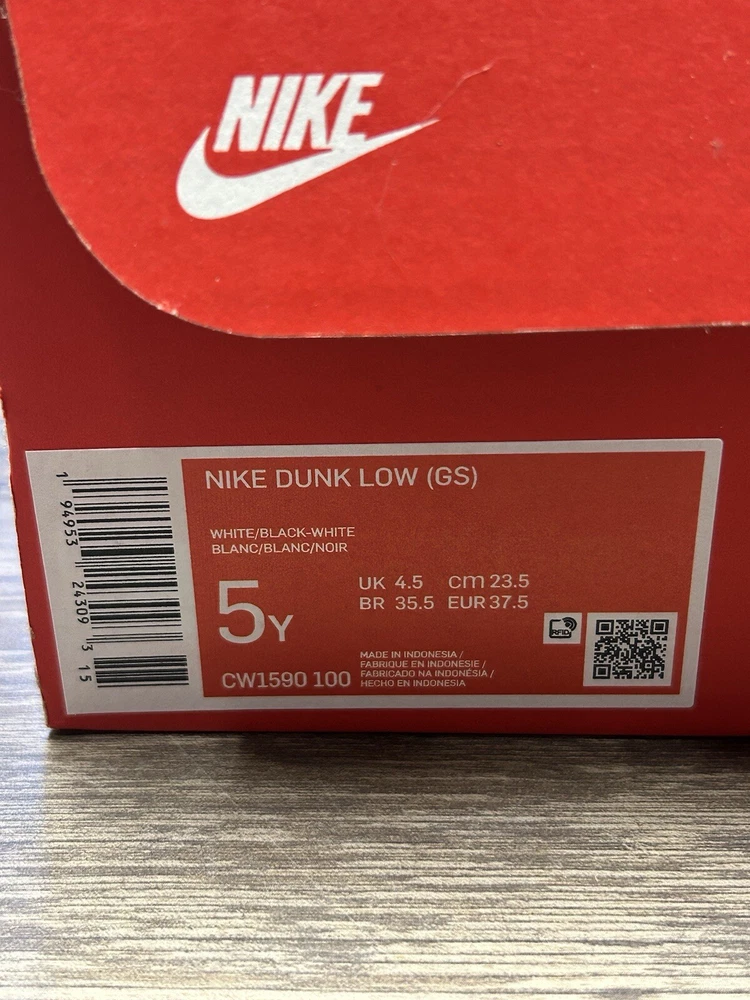 NIKE
NIKE DUNK LOW (GS)
WHITE/BLACK-WHITE
BLANC/BLANC/NOIR
5Y
UK 4.5 cm 23.5
BR 35.5 EUR 37.5
RFID
CW1590 100
MADE IN INDONESIA /
FABRIQUE EN INDONESIE /
FABRICADO NA INDONÉSIA /
HECHO EN INDONESIA
1 94953 24309 3 15